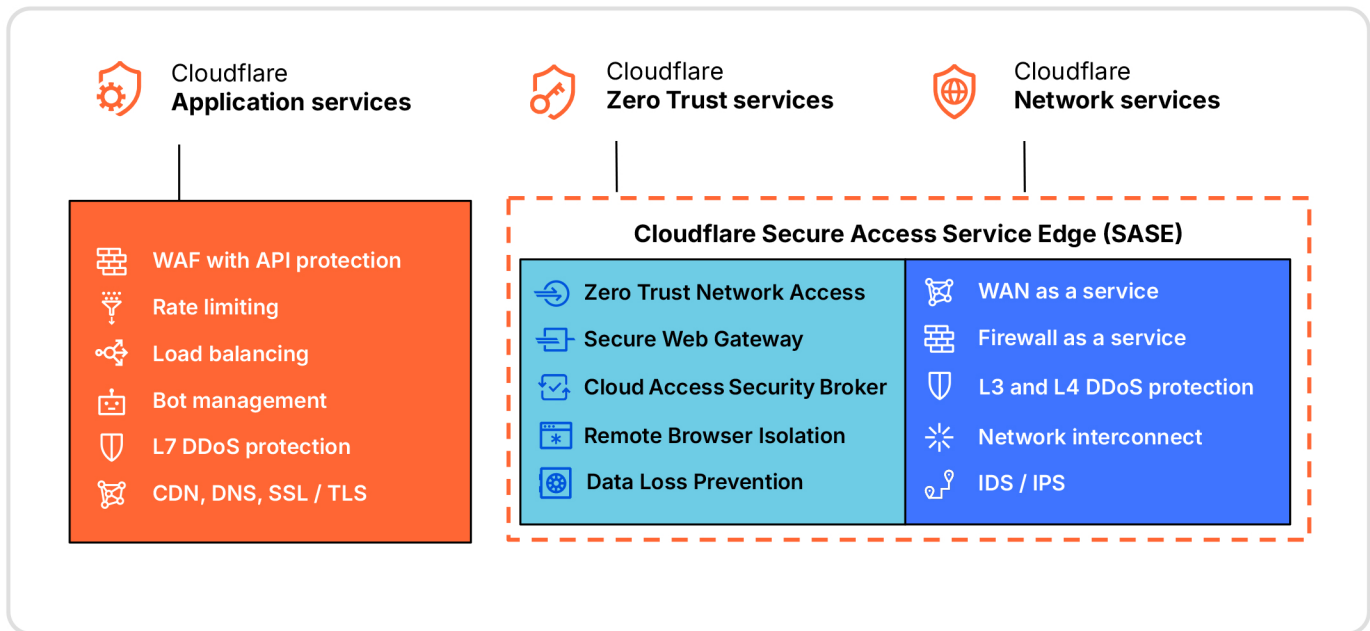 Cloudflare
Application services
Cloudflare
Zero Trust services
Cloudflare
Network services
WAF with API protection
Rate limiting
Load balancing
Bot management
L7 DDoS protection
CDN, DNS, SSL / TLS
Cloudflare Secure Access Service Edge (SASE)
Zero Trust Network Access
Secure Web Gateway
Cloud Access Security Broker
Remote Browser Isolation
Data Loss Prevention
WAN as a service
Firewall as a service
L3 and L4 DDoS protection
Network interconnect
IDS / IPS